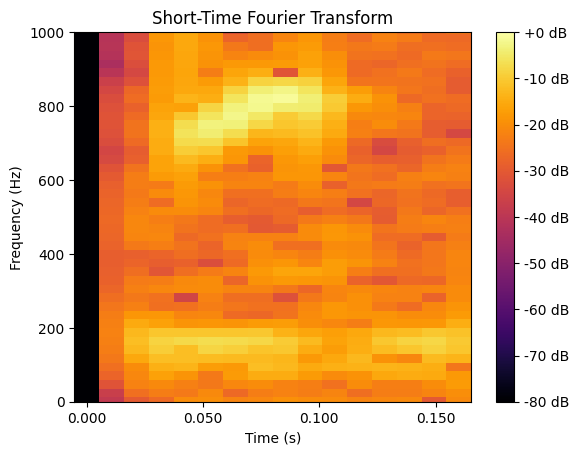 Short-Time Fourier Transform
1000
800
600
400
200
0
Frequency (Hz)
0.000
0.050
0.100
0.150
Time (s)
+0 dB
-10 dB
-20 dB
-30 dB
-40 dB
-50 dB
-60 dB
-70 dB
-80 dB